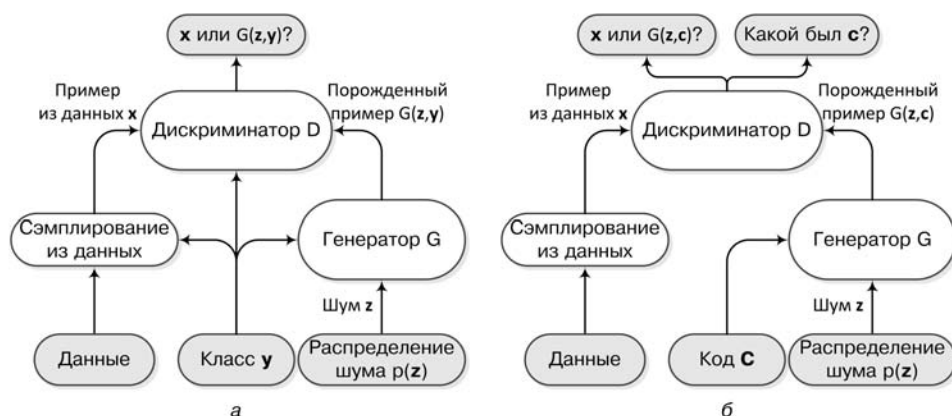 x или G(z,y)?
Пример
из данных x
Порожденный
пример G(z,y)
Дискриминатор D
Сэмплирование
из данных
Генератор G
Шум z
Данные
Класс y
Распределение
шума p(z)
а
x или G(z,c)?
Какой был c?
Пример
из данных x
Порожденный
пример G(z,c)
Дискриминатор D
Сэмплирование
из данных
Генератор G
Шум z
Данные
Код C
Распределение
шума p(z)
б